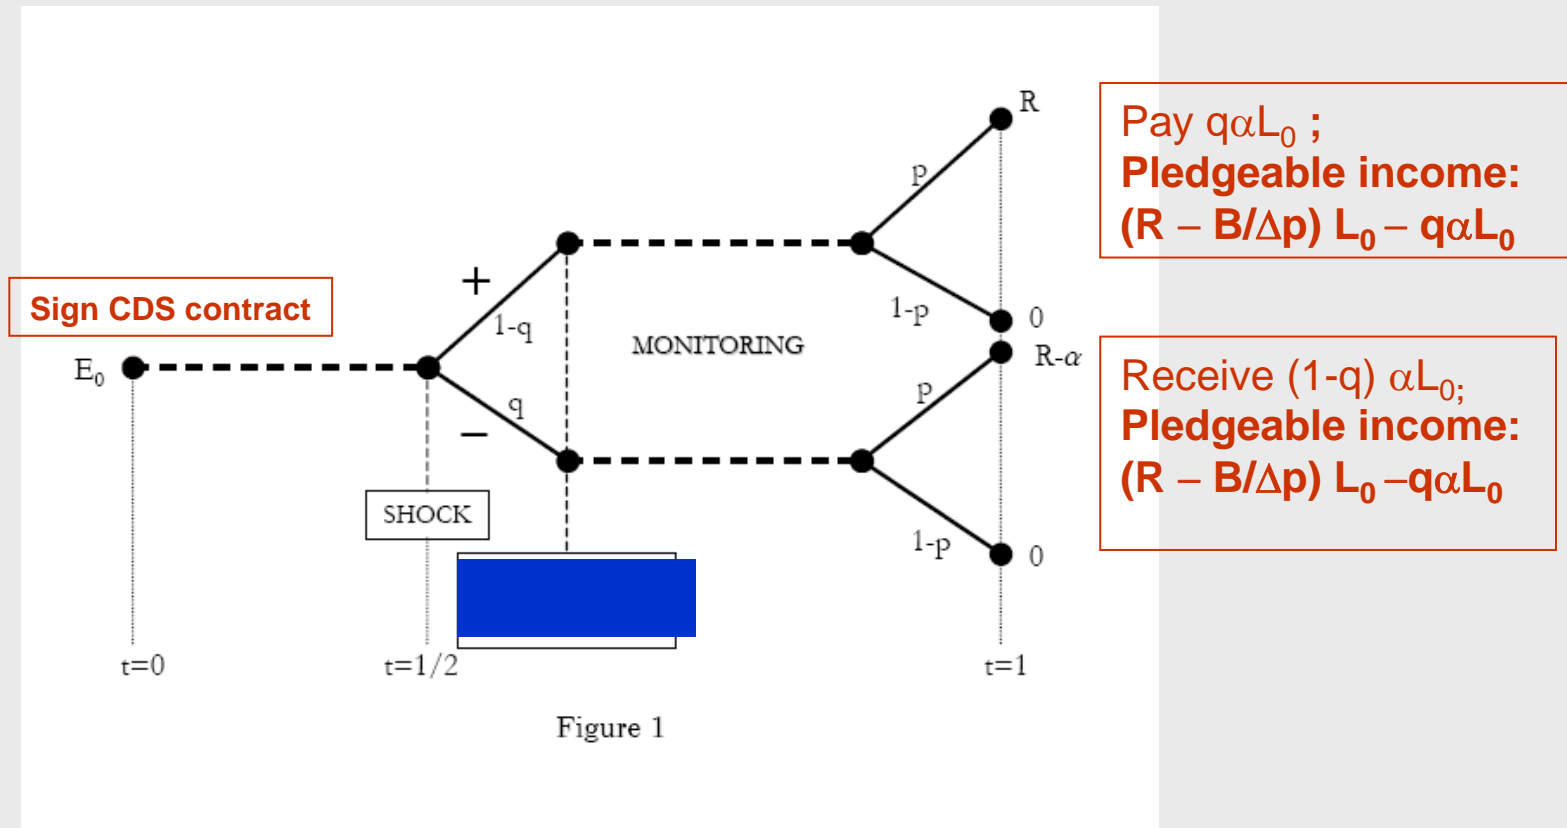 R
Pay qαL₀ ;
Pledgeable income:
(R – B/Δp) L₀ – qαL₀
p
+
1-q
1-p
0
Sign CDS contract
MONITORING
E₀
R-α
Receive (1-q) αL₀;
Pledgeable income:
(R – B/Δp) L₀ –qαL₀
q
–
p
SHOCK
1-p
0
t=0
t=1/2
t=1
Figure 1